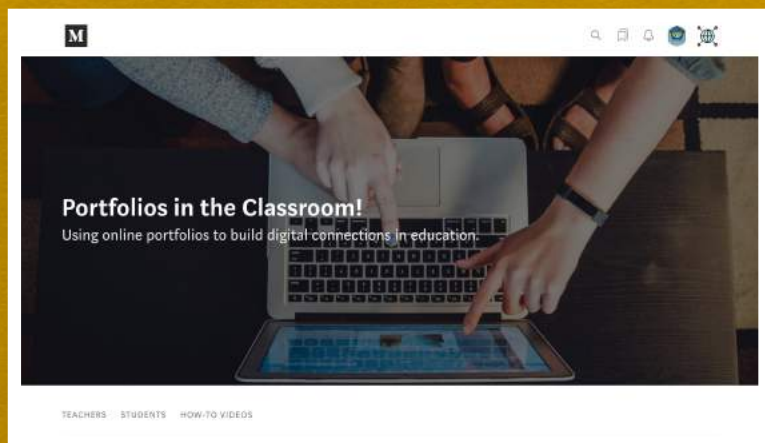 M
Portfolios in the Classroom!
Using online portfolios to build digital connections in education.
TEACHERS STUDENTS HOW-TO VIDEOS